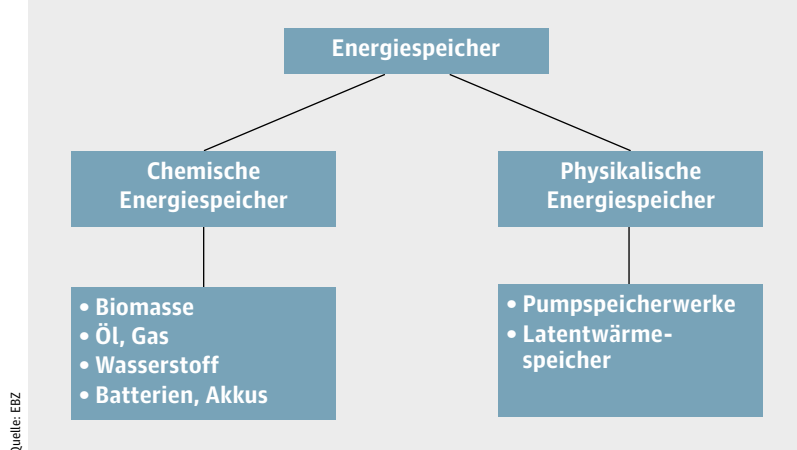 Energiespeicher
Chemische
Energiespeicher
Physikalische
Energiespeicher
• Biomasse
• Öl, Gas
• Wasserstoff
• Batterien, Akkus
• Pumpspeicherwerke
• Latentwärme-
speicher
Quelle: EBZ